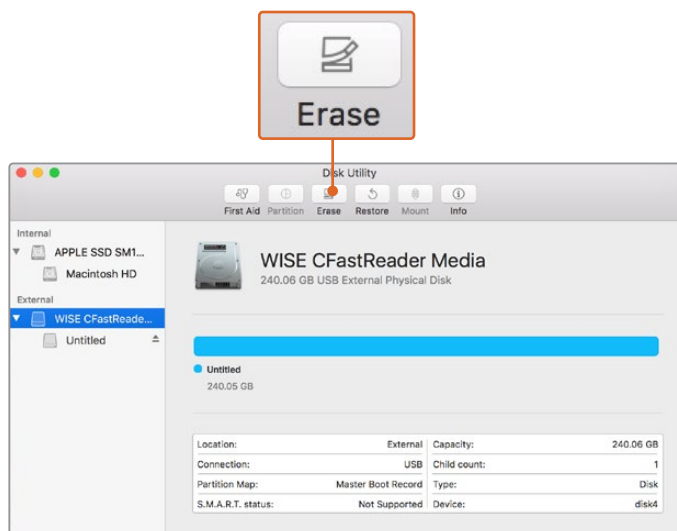 Erase
Disk Utility
First Aid Partition Erase Restore Mount Info
Internal
APPLE SSD SM1...
Macintosh HD
External
WISE CFastReade...
Untitled
WISE CFastReader Media
240.06 GB USB External Physical Disk
Untitled
240.05 GB
Location: External Capacity: 240.06 GB
Connection: USB Child count: 1
Partition Map: Master Boot Record Type: Disk
S.M.A.R.T. status: Not Supported Device: disk4